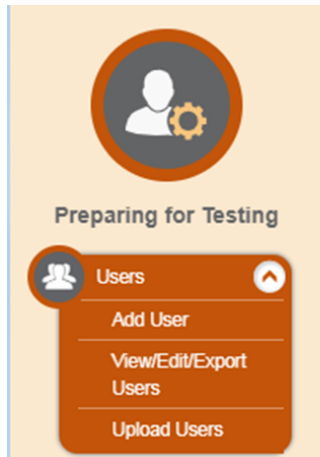 Preparing for Testing
Users
Add User
View/Edit/Export
Users
Upload Users